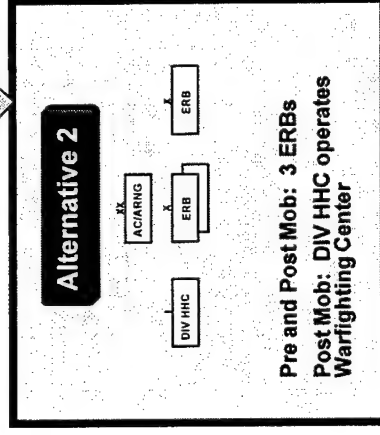 Alternative 2
XX
AC/ARNG
I
DIV HHC
X
ERB
X
ERB
Pre and Post Mob: 3 ERBs
Post Mob: DIV HHC operates
Warfighting Center